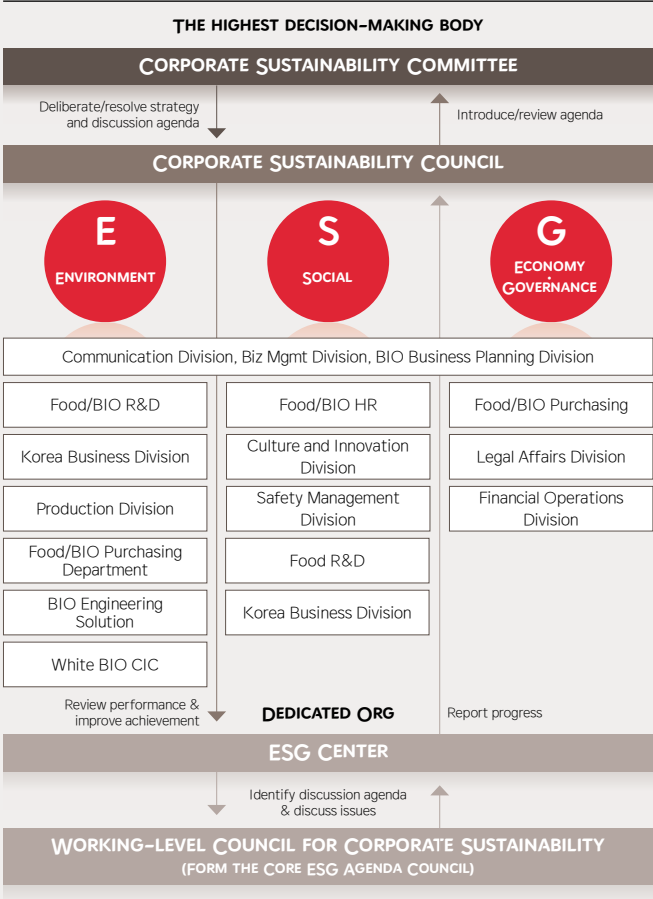 THE HIGHEST DECISION-MAKING BODY
CORPORATE SUSTAINABILITY COMMITTEE
Deliberate/resolve strategy
and discussion agenda
Introduce/review agenda
CORPORATE SUSTAINABILITY COUNCIL
E
ENVIRONMENT
S
SOCIAL
G
ECONOMY
·
GOVERNANCE
Communication Division, Biz Mgmt Division, BIO Business Planning Division
Food/BIO R&D
Korea Business Division
Production Division
Food/BIO Purchasing
Department
BIO Engineering
Solution
White BIO CIC
Food/BIO HR
Culture and Innovation
Division
Safety Management
Division
Food R&D
Korea Business Division
Food/BIO Purchasing
Legal Affairs Division
Financial Operations
Division
Review performance &
improve achievement
DEDICATED ORG
Report progress
ESG CENTER
Identify discussion agenda
& discuss issues
WORKING-LEVEL COUNCIL FOR CORPORATE SUSTAINABILITY
(FORM THE CORE ESG AGENDA COUNCIL)